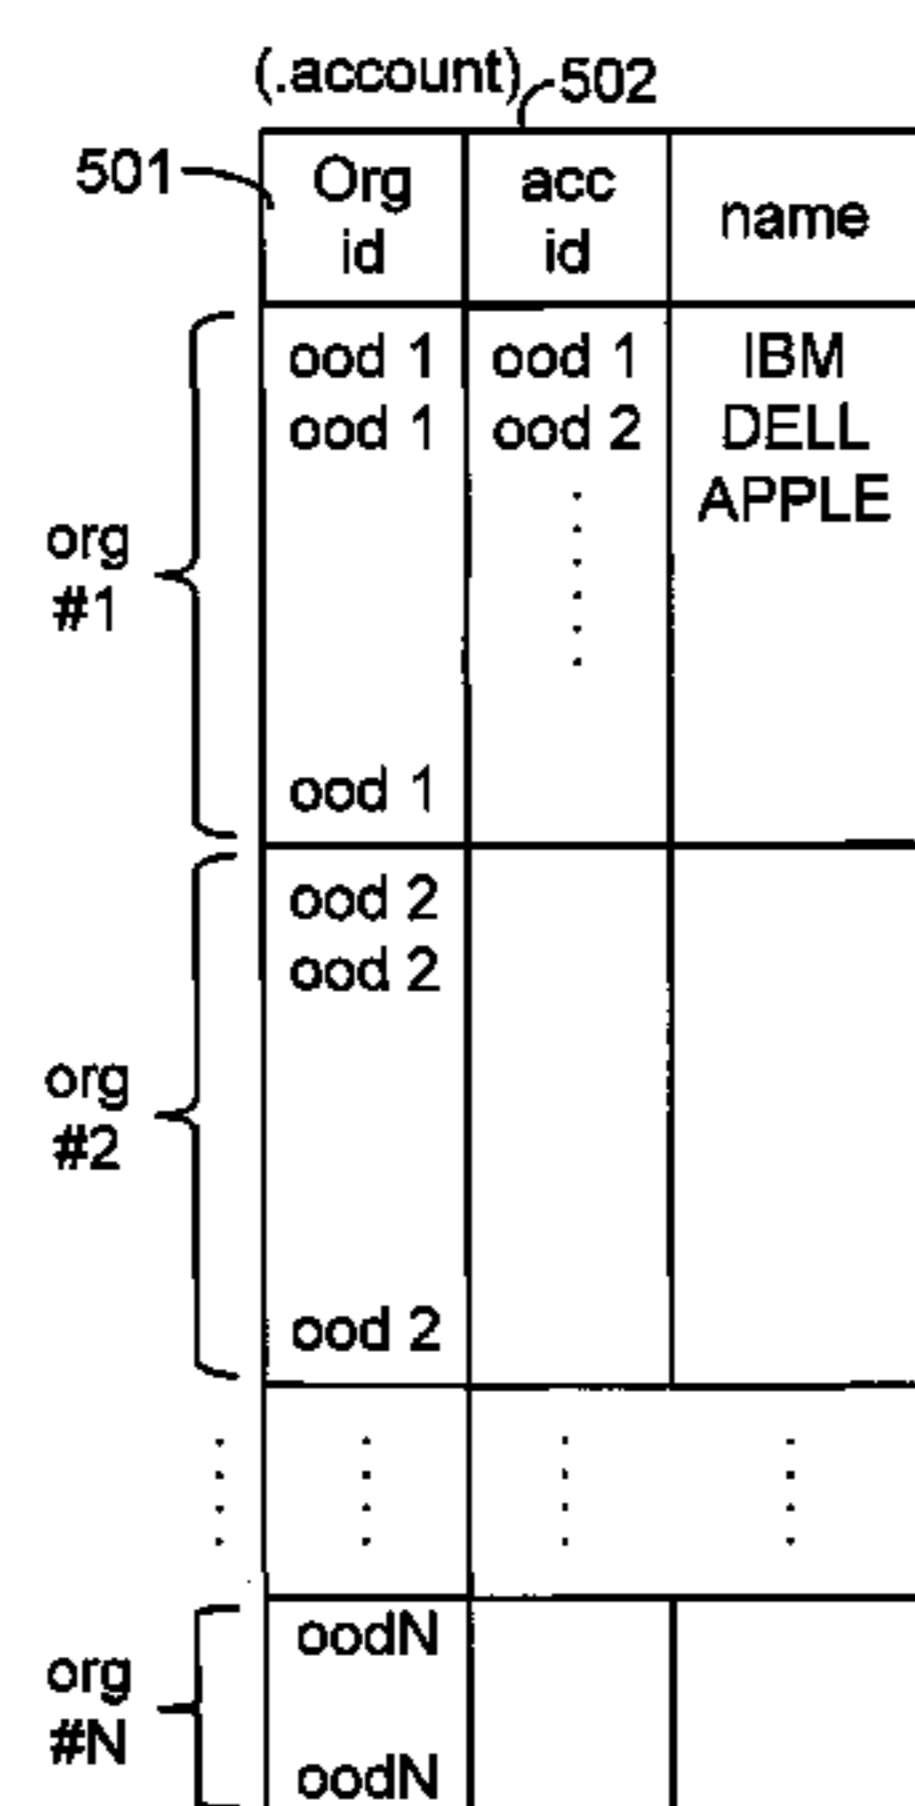 (.account) 502
501 Org id acc id name
ood 1 ood 1 IBM
ood 1 ood 2 DELL
APPLE
org #1
ood 1
ood 2
ood 2
org #2
ood 2
oodN
org #N
oodN